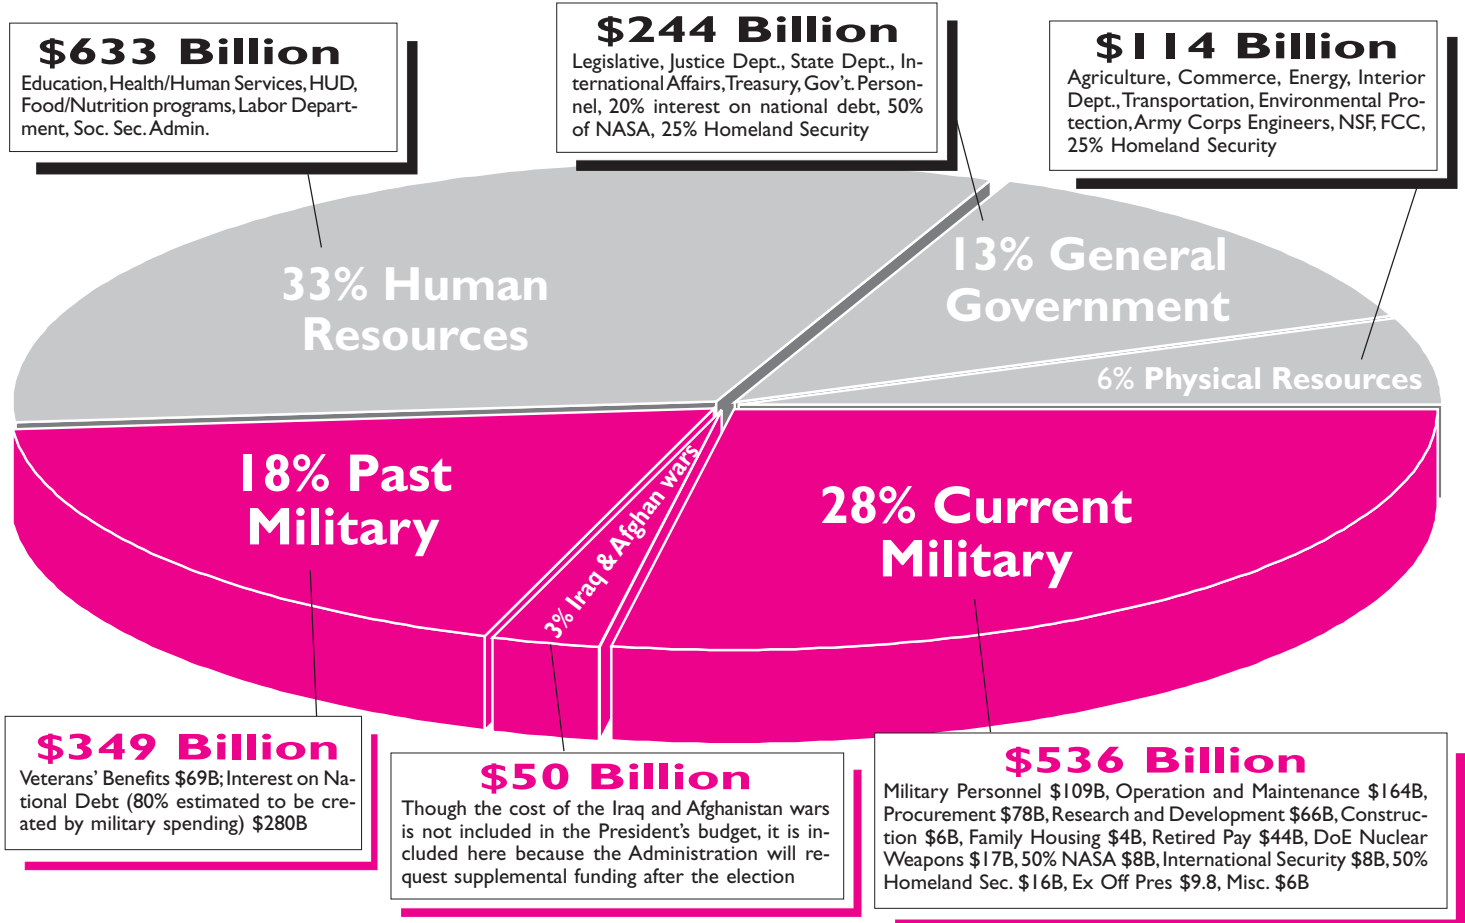 $633 Billion
Education, Health/Human Services, HUD,
Food/Nutrition programs, Labor Depart-
ment, Soc. Sec. Admin.
$244 Billion
Legislative, Justice Dept., State Dept., In-
ternational Affairs, Treasury, Gov't. Person-
nel, 20% interest on national debt, 50%
of NASA, 25% Homeland Security
$114 Billion
Agriculture, Commerce, Energy, Interior
Dept., Transportation, Environmental Pro-
tection, Army Corps Engineers, NSF, FCC,
25% Homeland Security
33% Human
Resources
13% General
Government
6% Physical Resources
18% Past
Military
3% Iraq & Afghan wars
28% Current
Military
$349 Billion
Veterans' Benefits $69B; Interest on Na-
tional Debt (80% estimated to be cre-
ated by military spending) $280B
$50 Billion
Though the cost of the Iraq and Afghanistan wars
is not included in the President's budget, it is in-
cluded here because the Administration will re-
quest supplemental funding after the election
$536 Billion
Military Personnel $109B, Operation and Maintenance $164B,
Procurement $78B, Research and Development $66B, Construc-
tion $6B, Family Housing $4B, Retired Pay $44B, DoE Nuclear
Weapons $17B, 50% NASA $8B, International Security $8B, 50%
Homeland Sec. $16B, Ex Off Pres $9.8, Misc. $6B